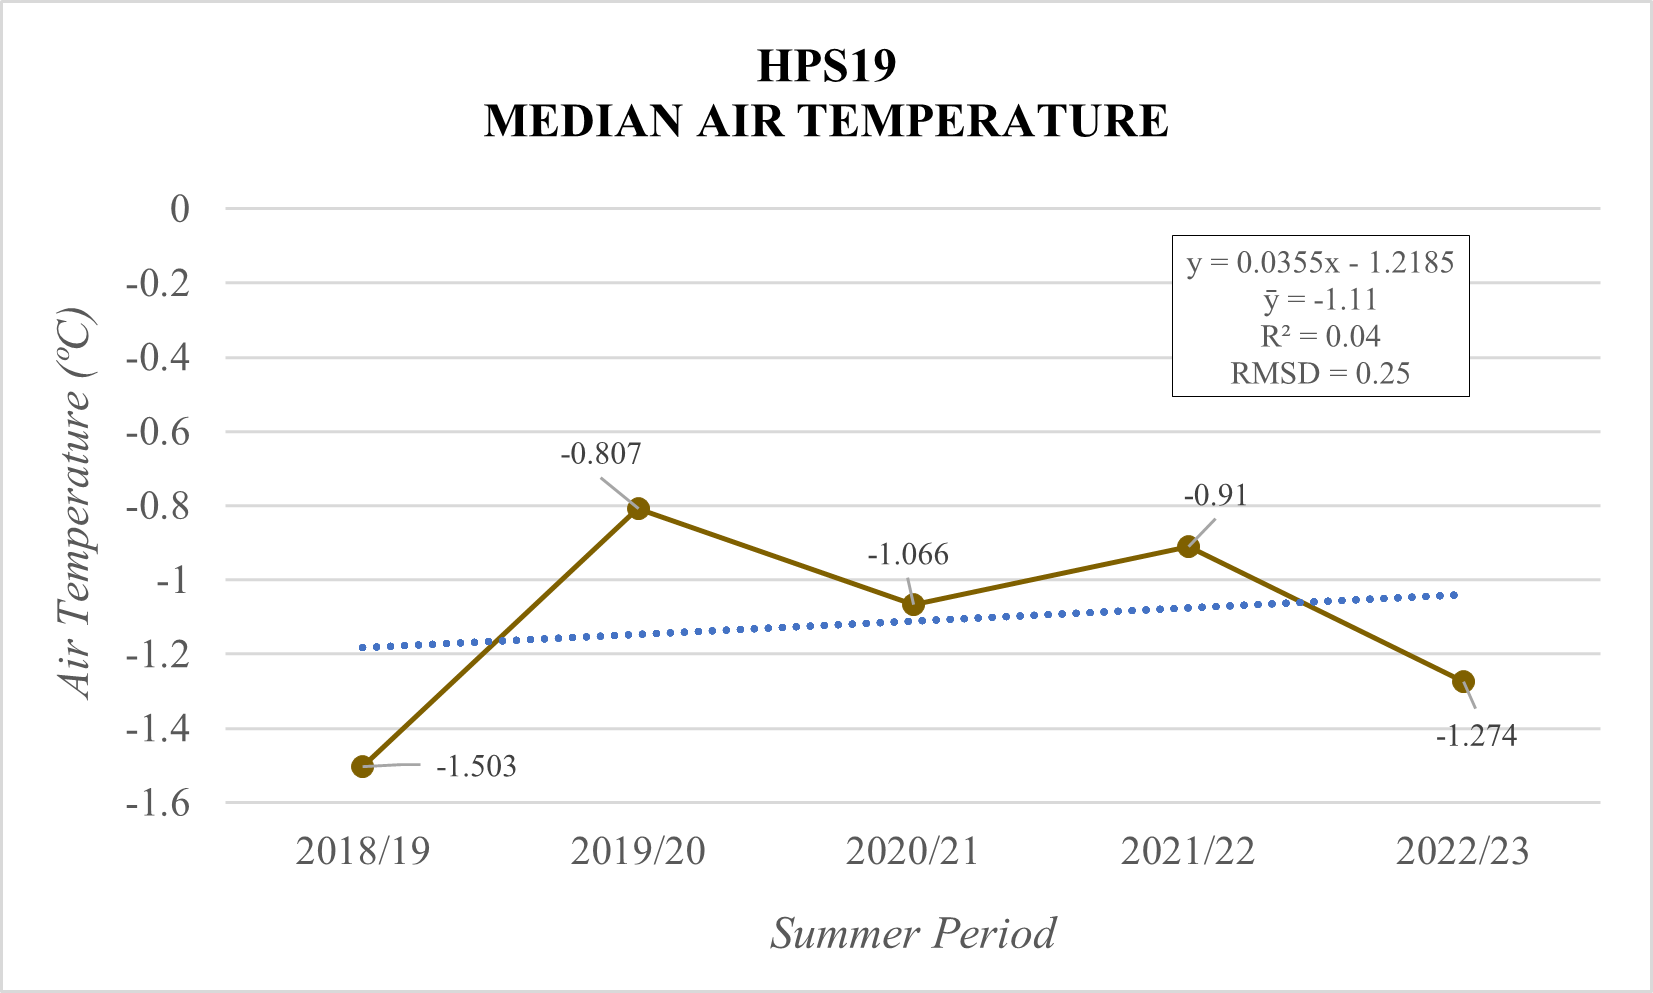 HPS19
MEDIAN AIR TEMPERATURE
0
-0.2
-0.4
-0.6
-0.8
-1
-1.2
-1.4
-1.6
Air Temperature (ºC)
y = 0.0355x - 1.2185
ȳ = -1.11
R² = 0.04
RMSD = 0.25
-1.503
-0.807
-1.066
-0.91
-1.274
2018/19
2019/20
2020/21
2021/22
2022/23
Summer Period